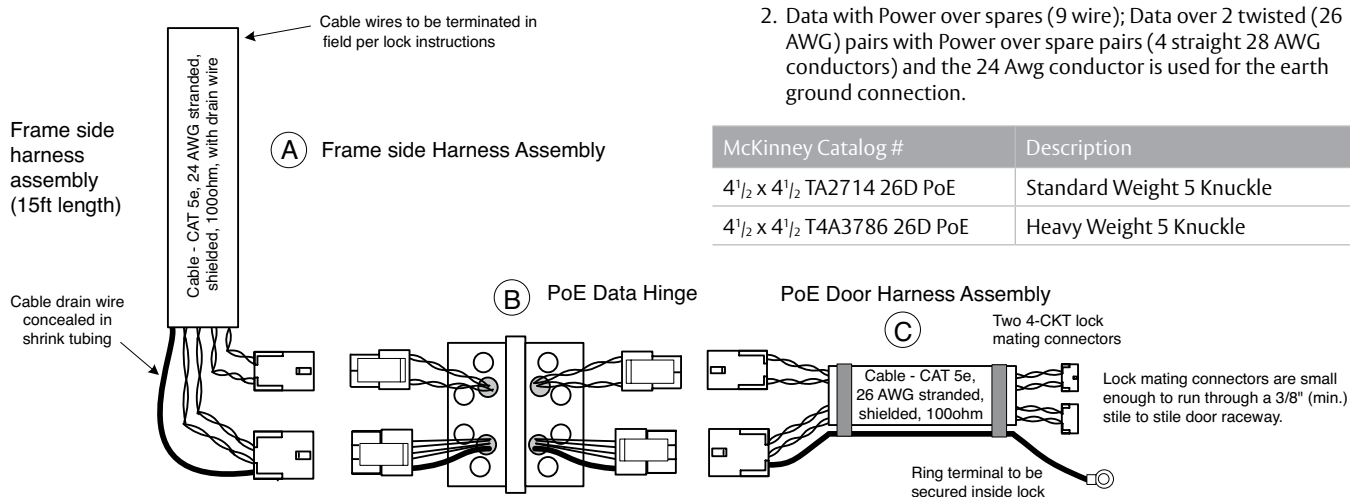 Cable wires to be terminated in
field per lock instructions
2. Data with Power over spares (9 wire); Data over 2 twisted (26
AWG) pairs with Power over spare pairs (4 straight 28 AWG
conductors) and the 24 Awg conductor is used for the earth
ground connection.
Frame side
harness
assembly
(15ft length)
Cable - CAT 5e, 24 AWG stranded,
shielded, 100ohm, with drain wire
A Frame side Harness Assembly
McKinney Catalog # Description
4 1/2 x 4 1/2 TA2714 26D PoE Standard Weight 5 Knuckle
4 1/2 x 4 1/2 T4A3786 26D PoE Heavy Weight 5 Knuckle
Cable drain wire
concealed in
shrink tubing
B PoE Data Hinge
PoE Door Harness Assembly
C
Two 4-CKT lock
mating connectors
Cable - CAT 5e,
26 AWG stranded,
shielded, 100ohm
Lock mating connectors are small
enough to run through a 3/8" (min.)
stile to stile door raceway.
Ring terminal to be
secured inside lock